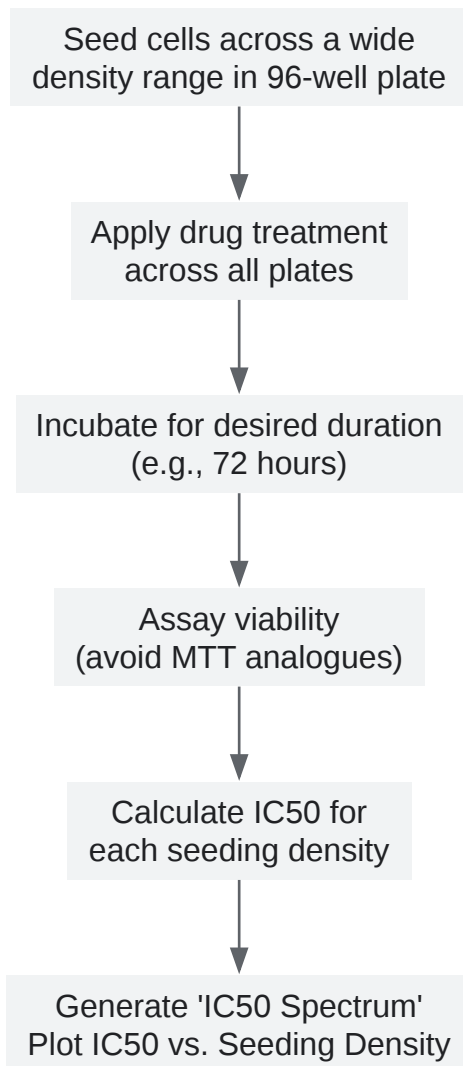 Seed cells across a wide
density range in 96-well plate
Apply drug treatment
across all plates
Incubate for desired duration
(e.g., 72 hours)
Assay viability
(avoid MTT analogues)
Calculate IC50 for
each seeding density
Generate 'IC50 Spectrum'
Plot IC50 vs. Seeding Density